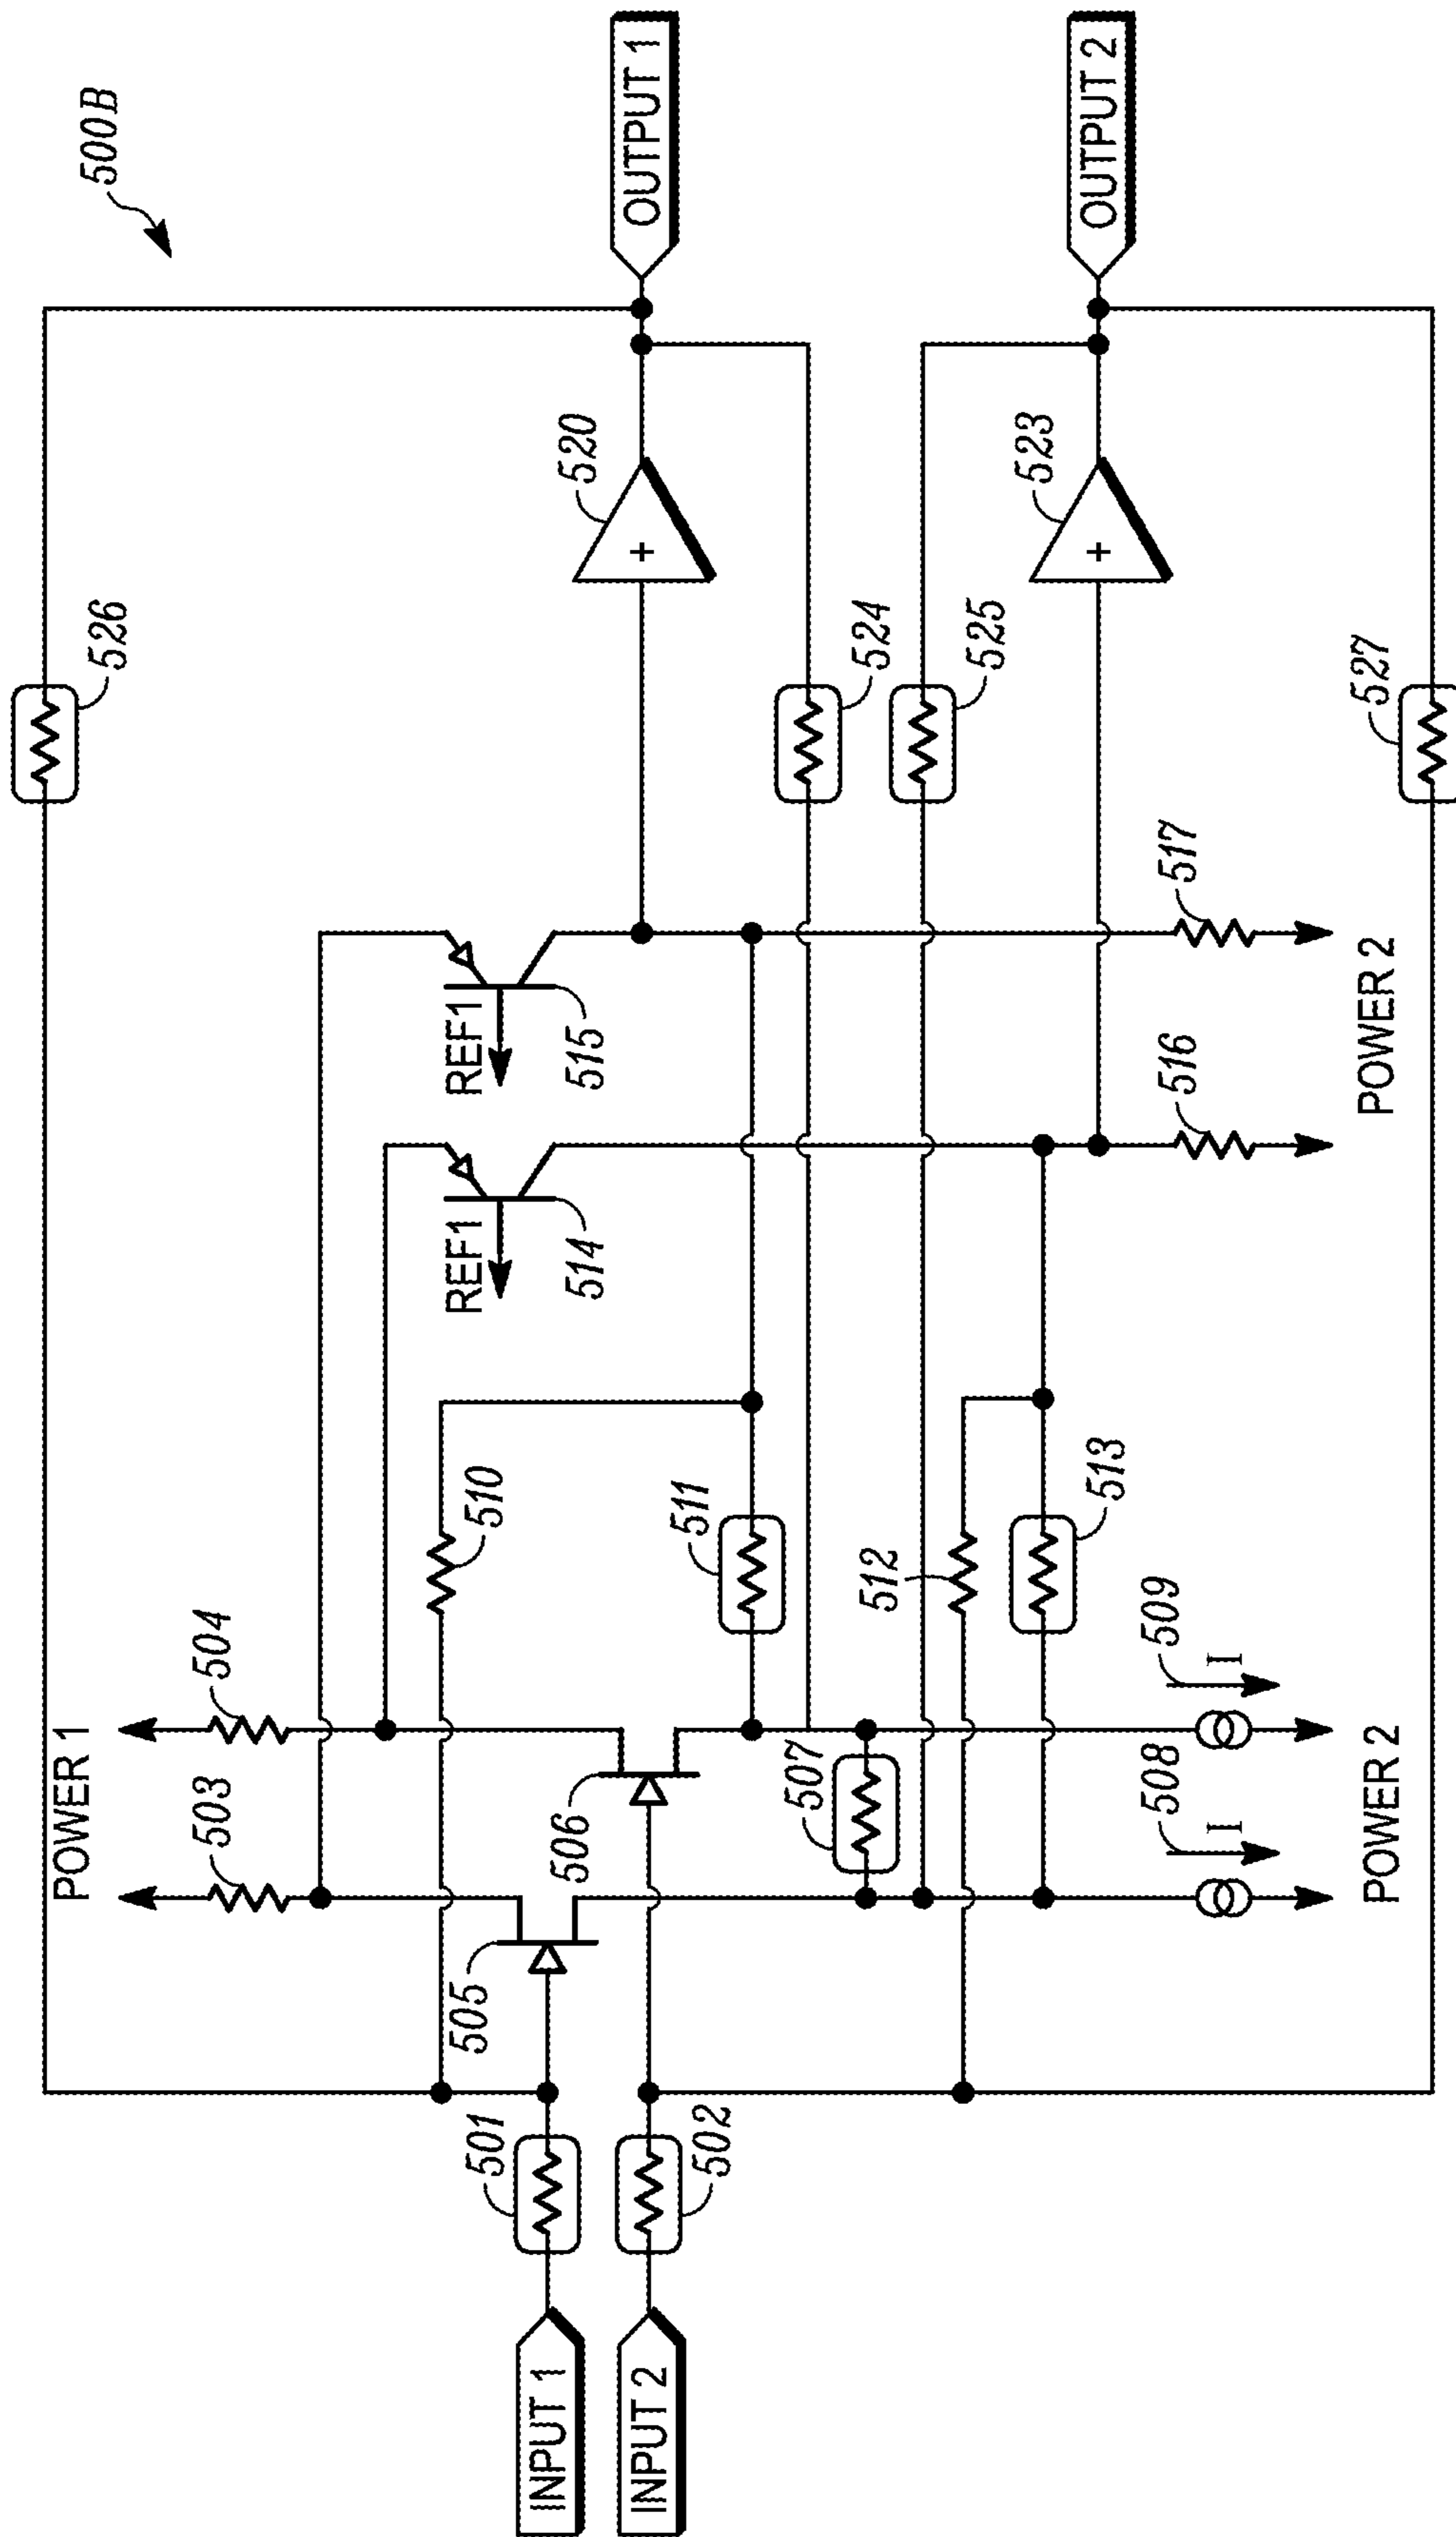 500B
526
POWER 1
503
504
510
REF1
514
REF1
515
520
OUTPUT 1
505
506
511
501
INPUT 1
INPUT 2
502
507
524
525
512
513
523
OUTPUT 2
508
I
509
I
516
517
POWER 2
POWER 2
527
+
+